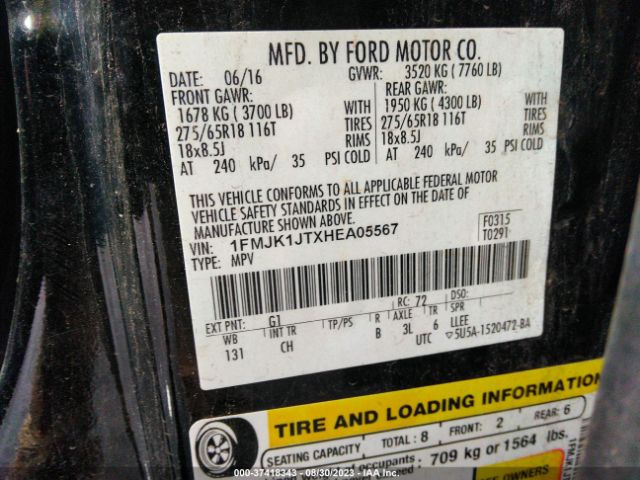 MFD. BY FORD MOTOR CO.
DATE: 06/16 GVWR: 3520 KG ( 7760 LB)
FRONT GAWR: REAR GAWR:
1678 KG ( 3700 LB) WITH 1950 KG ( 4300 LB) WITH
275/65R18 116T TIRES 275/65R18 116T TIRES
18x8.5J RIMS 18x8.5J RIMS
AT 240 kPa/ 35 PSI COLD AT 240 kPa/ 35 PSI COLD
THIS VEHICLE CONFORMS TO ALL APPLICABLE FEDERAL MOTOR
VEHICLE SAFETY STANDARDS IN EFFECT ON THE DATE OF
MANUFACTURE SHOWN ABOVE.
VIN: 1FMJK1JTXHEA05567 F0315
TYPE: MPV T0291
EXT PNT: G1 RC: 72 DSO:
WB INT TR TP/PS R AXLE TR SPR
131 CH B 3L 6 LLEE
UTC ▽5U5A-1520472-BA
TIRE AND LOADING INFORMATION
SEATING CAPACITY TOTAL: 8 FRONT: 2 REAR: 6
occupants 709 kg or 1564 lbs.
OWNERS
© IAA - 37418343 - 08/30/2023 - IAAI.COM